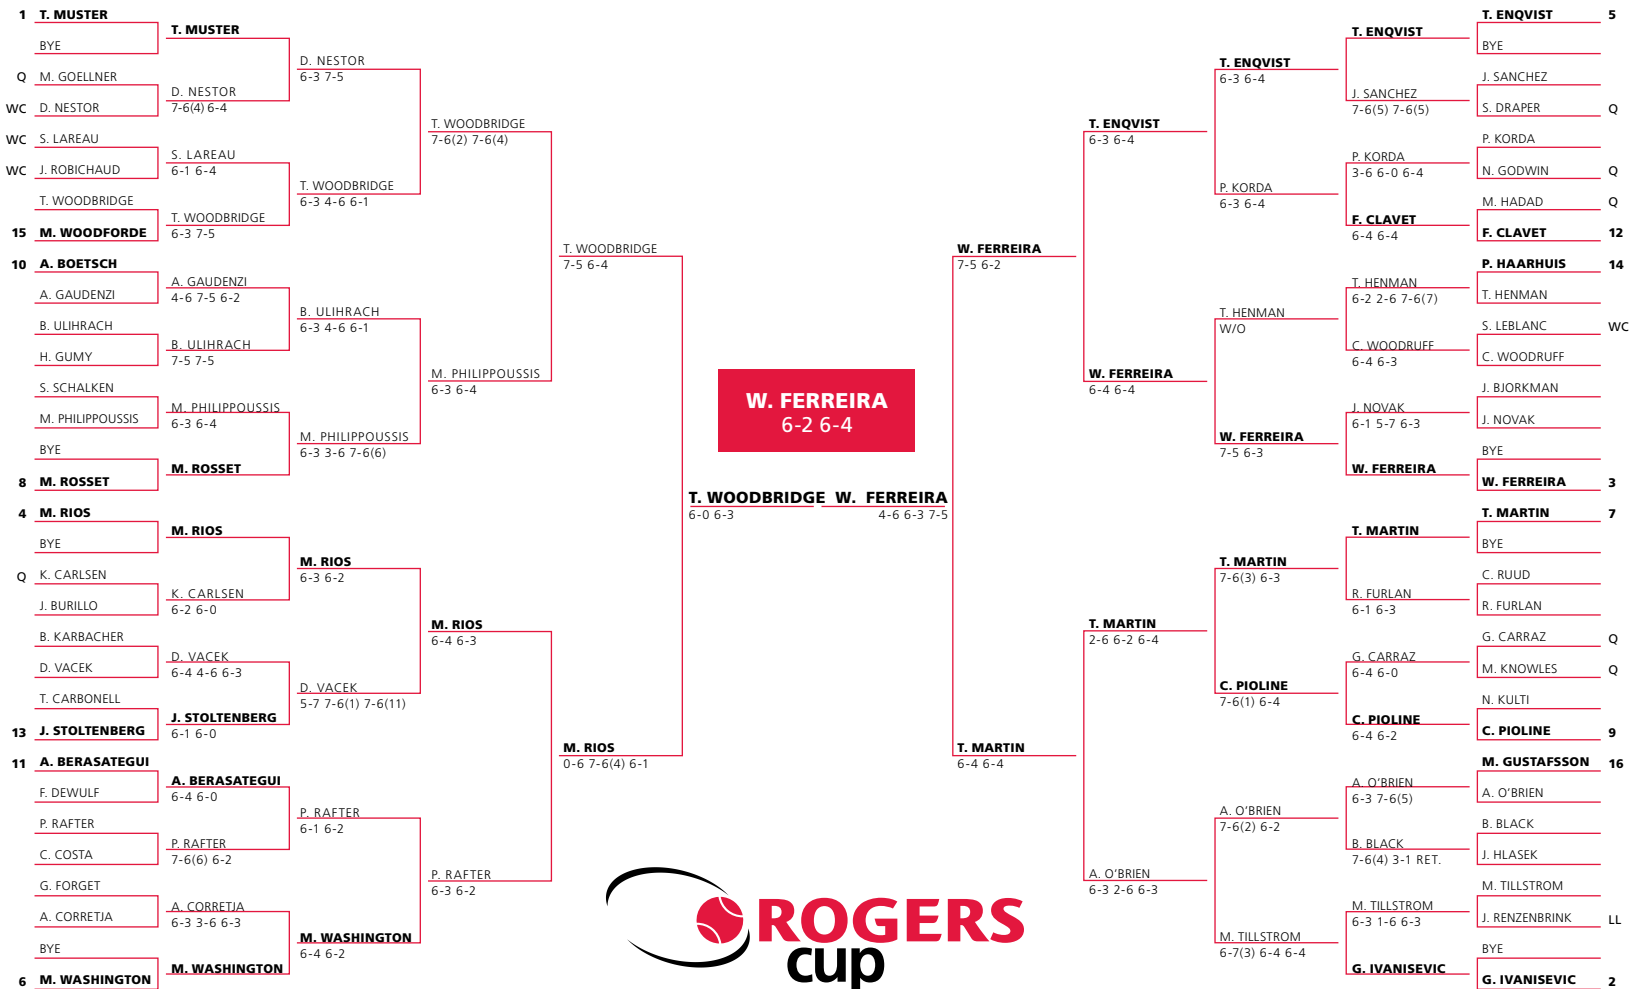 1 T. MUSTER
BYE
Q M. GOELLNER
WC D. NESTOR
WC S. LAREAU
WC J. ROBICHAUD
T. WOODBRIDGE
15 M. WOODFORDE
10 A. BOETSCH
A. GAUDENZI
B. ULIHRACH
H. GUMY
S. SCHALKEN
M. PHILIPPOUSSIS
BYE
8 M. ROSSET
4 M. RIOS
BYE
Q K. CARLSEN
J. BURILLO
B. KARBACHER
D. VACEK
T. CARBONELL
13 J. STOLTENBERG
11 A. BERASATEGUI
F. DEWULF
P. RAFTER
C. COSTA
G. FORGET
A. CORRETJA
BYE
6 M. WASHINGTON
T. MUSTER
D. NESTOR
7-6(4) 6-4
S. LAREAU
6-1 6-4
T. WOODBRIDGE
6-3 7-5
A. GAUDENZI
4-6 7-5 6-2
B. ULIHRACH
7-5 7-5
M. PHILIPPOUSSIS
6-3 6-4
M. ROSSET
M. RIOS
K. CARLSEN
6-2 6-0
D. VACEK
6-4 4-6 6-3
J. STOLTENBERG
6-1 6-0
A. BERASATEGUI
6-4 6-0
P. RAFTER
7-6(6) 6-2
A. CORRETJA
6-3 3-6 6-3
M. WASHINGTON
D. NESTOR
6-3 7-5
T. WOODBRIDGE
6-3 4-6 6-1
B. ULIHRACH
6-3 4-6 6-1
M. PHILIPPOUSSIS
6-3 3-6 7-6(6)
M. RIOS
6-3 6-2
D. VACEK
5-7 7-6(1) 7-6(11)
P. RAFTER
6-1 6-2
M. WASHINGTON
6-4 6-2
T. WOODBRIDGE
7-6(2) 7-6(4)
M. PHILIPPOUSSIS
6-3 6-4
M. RIOS
6-4 6-3
P. RAFTER
6-3 6-2
T. WOODBRIDGE
7-5 6-4
M. RIOS
0-6 7-6(4) 6-1
W. FERREIRA
6-2 6-4
T. WOODBRIDGE
6-0 6-3
W. FERREIRA
4-6 6-3 7-5
ROGERS
cup
W. FERREIRA
7-5 6-2
T. MARTIN
6-4 6-4
T. ENQVIST
6-3 6-4
W. FERREIRA
6-4 6-4
T. MARTIN
2-6 6-2 6-4
A. O'BRIEN
6-3 2-6 6-3
T. ENQVIST
6-3 6-4
P. KORDA
6-3 6-4
T. HENMAN
W/O
W. FERREIRA
7-5 6-3
T. MARTIN
7-6(3) 6-3
C. PIOLINE
7-6(1) 6-4
A. O'BRIEN
7-6(2) 6-2
M. TILLSTROM
6-7(3) 6-4 6-4
T. ENQVIST
J. SANCHEZ
7-6(5) 7-6(5)
P. KORDA
3-6 6-0 6-4
F. CLAVET
6-4 6-4
T. HENMAN
6-2 2-6 7-6(7)
C. WOODRUFF
6-4 6-3
J. NOVAK
6-1 5-7 6-3
W. FERREIRA
T. MARTIN
R. FURLAN
6-1 6-3
G. CARRAZ
6-4 6-0
C. PIOLINE
6-4 6-2
A. O'BRIEN
6-3 7-6(5)
B. BLACK
7-6(4) 3-1 RET.
M. TILLSTROM
6-3 1-6 6-3
G. IVANISEVIC
T. ENQVIST 5
BYE
J. SANCHEZ
S. DRAPER Q
P. KORDA
N. GODWIN Q
M. HADAD Q
F. CLAVET 12
P. HAARHUIS 14
T. HENMAN
S. LEBLANC WC
C. WOODRUFF
J. BJORKMAN
J. NOVAK
BYE
W. FERREIRA 3
T. MARTIN 7
BYE
C. RUUD
R. FURLAN
G. CARRAZ Q
M. KNOWLES Q
N. KULTI
C. PIOLINE 9
M. GUSTAFSSON 16
A. O'BRIEN
B. BLACK
J. HLASEK
M. TILLSTROM
J. RENZENBRINK LL
BYE
G. IVANISEVIC 2